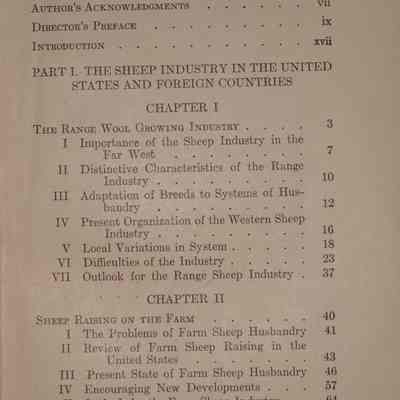 Author's Acknowledgments . . . . . . . vii
Director's Preface . . . . . . . . . ix
Introduction . . . . . . . . . . . xvii
PART I. THE SHEEP INDUSTRY IN THE UNITED
STATES AND FOREIGN COUNTRIES
CHAPTER I
The Range Wool Growing Industry . . . . 3
I Importance of the Sheep Industry in the
Far West . . . . . . . 7
II Distinctive Characteristics of the Range
Industry . . . . . . . . . 10
III Adaptation of Breeds to Systems of Hus-
bandry . . . . . . . . . 12
IV Present Organization of the Western Sheep
Industry . . . . . . . . . 16
V Local Variations in System . . . . . 18
VI Difficulties of the Industry . . . . . 23
VII Outlook for the Range Sheep Industry . 37
CHAPTER II
Sheep Raising on the Farm . . . . . . 40
I The Problems of Farm Sheep Husbandry 41
II Review of Farm Sheep Raising in the
United States . . . . . . 43
III Present State of Farm Sheep Husbandry 46
IV Encouraging New Developments . . . 57